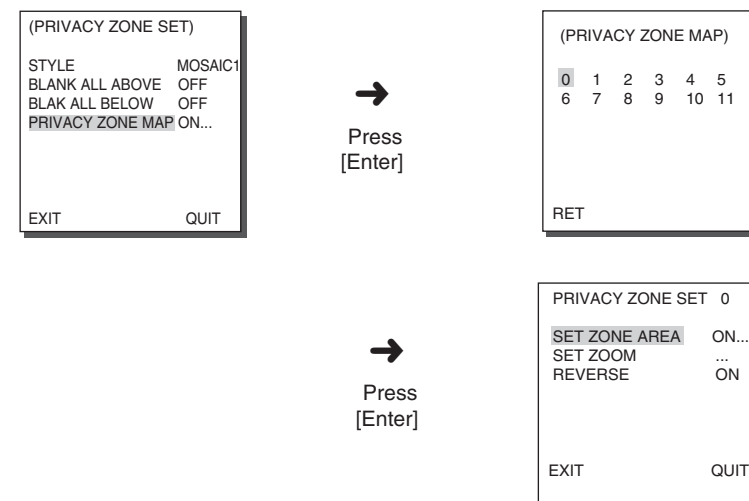 (PRIVACY ZONE SET)
STYLE MOSAIC1
BLANK ALL ABOVE OFF
BLAK ALL BELOW OFF
PRIVACY ZONE MAP ON...
EXIT QUIT
Press
[Enter]
(PRIVACY ZONE MAP)
0 1 2 3 4 5
6 7 8 9 10 11
RET
Press
[Enter]
PRIVACY ZONE SET 0
SET ZONE AREA ON...
SET ZOOM ...
REVERSE ON
EXIT QUIT